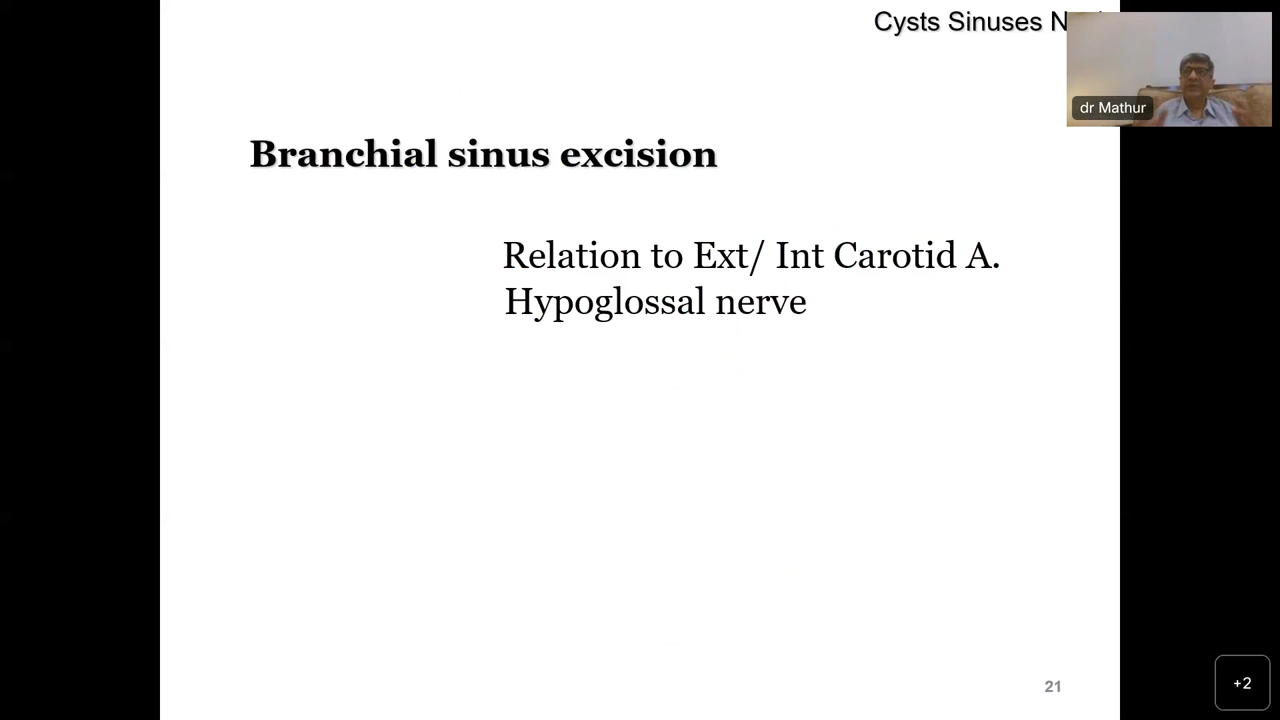 Cysts Sinuses
dr Mathur
Branchial sinus excision
Relation to Ext/ Int Carotid A.
Hypoglossal nerve
21
+2